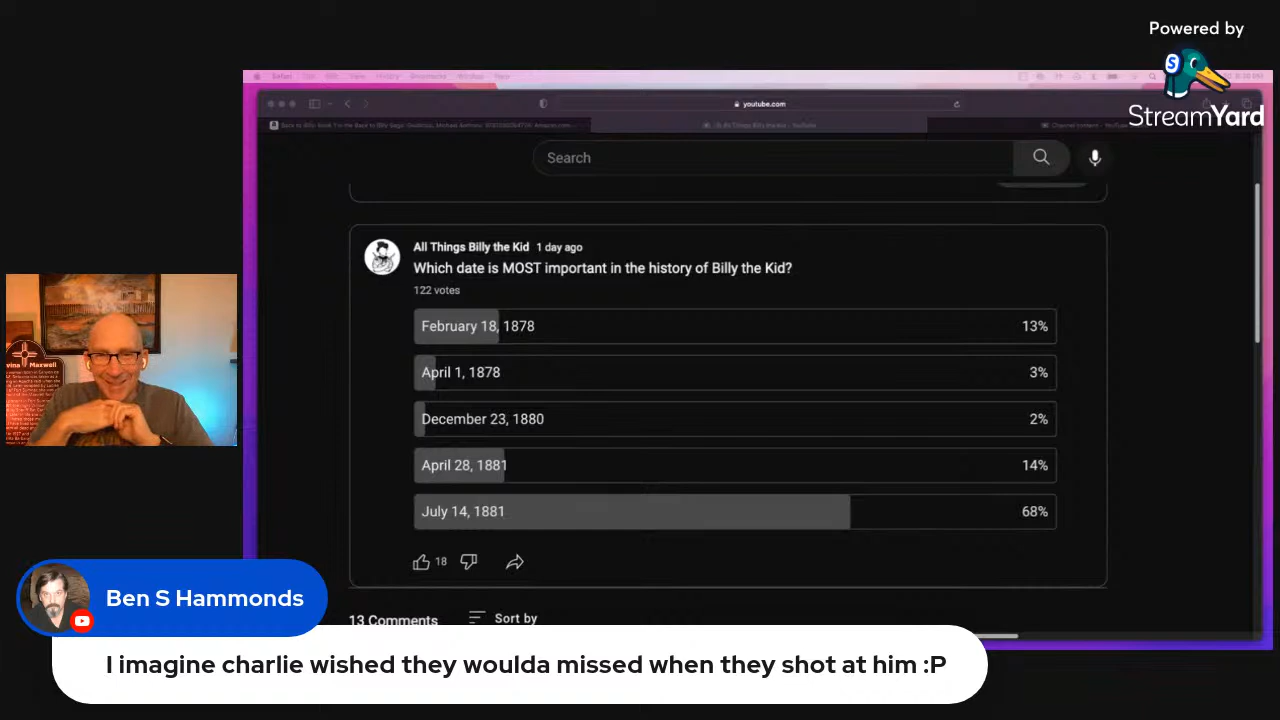 Powered by
StreamYard
youtube.com
Search
All Things Billy the Kid 1 day ago
Which date is MOST important in the history of Billy the Kid?
122 votes
February 18, 1878
13%
April 1, 1878
3%
December 23, 1880
2%
April 28, 1881
14%
July 14, 1881
68%
18
13 Comments
Sort by
vina Maxwell
Ben S Hammonds
I imagine charlie wished they woulda missed when they shot at him :P